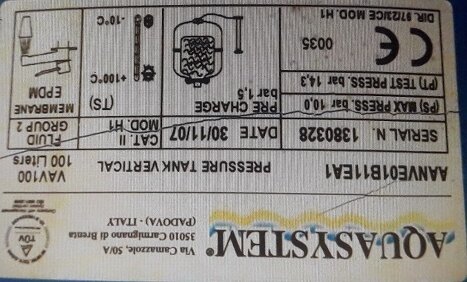 AQUASYSTEM®
Via Camazzole, 50/A
35010 Carmignano di Brenta
(PADOVA) - ITALY
TÜV
AANVE01B11EA1 PRESSURE TANK VERTICAL VAV100
100 Liters
SERIAL N. 1380328 DATE 30/11/07 CAT. II
MOD. H1 FLUID
GROUP 2
(PS) MAX PRESS. bar 10,0
(PT) TEST PRESS. bar 14,3
PRE CHARGE
bar 1,5
(TS)
+100°C
-10°C
MEMBRANE
EPDM
CE
0035
DIR. 97/23/CE MOD. H1